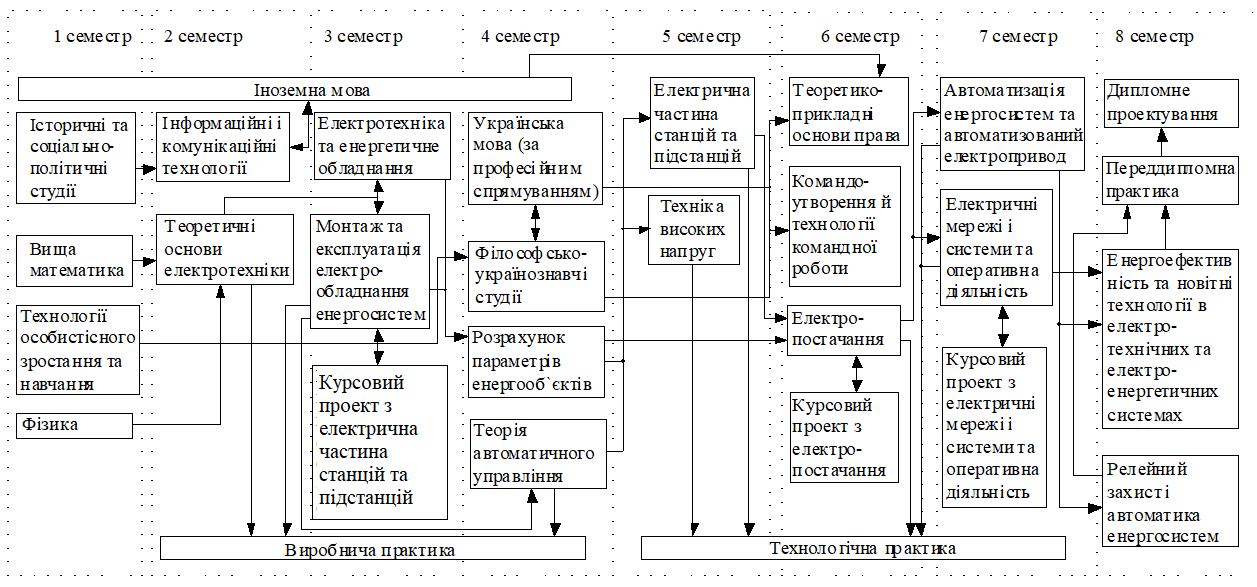 1 семестр
2 семестр
3 семестр
4 семестр
5 семестр
6 семестр
7 семестр
8 семестр
Іноземна мова
Історичні та
соціально-
політичні
студії
Вища
математика
Технології
особистісного
зростання та
навчання
Фізика
Інформаційні і
комунікаційні
технології
Теоретичні
основи
електротехніки
Електротехніка
та енергетичне
обладнання
Монтаж та
експлуатація
електро-
обладнання
енергосистем
Курсовий
проект з
електрична
частина
станцій та
підстанцій
Українська
мова (за
професійним
спрямуванням)
Філософсько-
українознавчі
студії
Розрахунок
параметрів
енергооб`єктів
Теорія
автоматичного
управління
Виробнича практика
Електрична
частина
станцій та
підстанцій
Техніка
високих
напруг
Теоретико-
прикладні
основи права
Командо-
утворення й
технології
командної
роботи
Електро-
постачання
Курсовий
проект з
електро-
постачання
Технологічна практика
Автоматизація
енергосистем та
автоматизований
електропривод
Електричні
мережі і
системи та
оперативна
діяльність
Курсовий
проект з
електричні
мережі і
системи та
оперативна
діяльність
Дипломне
проектування
Переддипломна
практика
Енергоефектив
ність та новітні
технології в
електро-
технічних та
електро-
енергетичних
системах
Релейний
захист і
автоматика
енергосистем